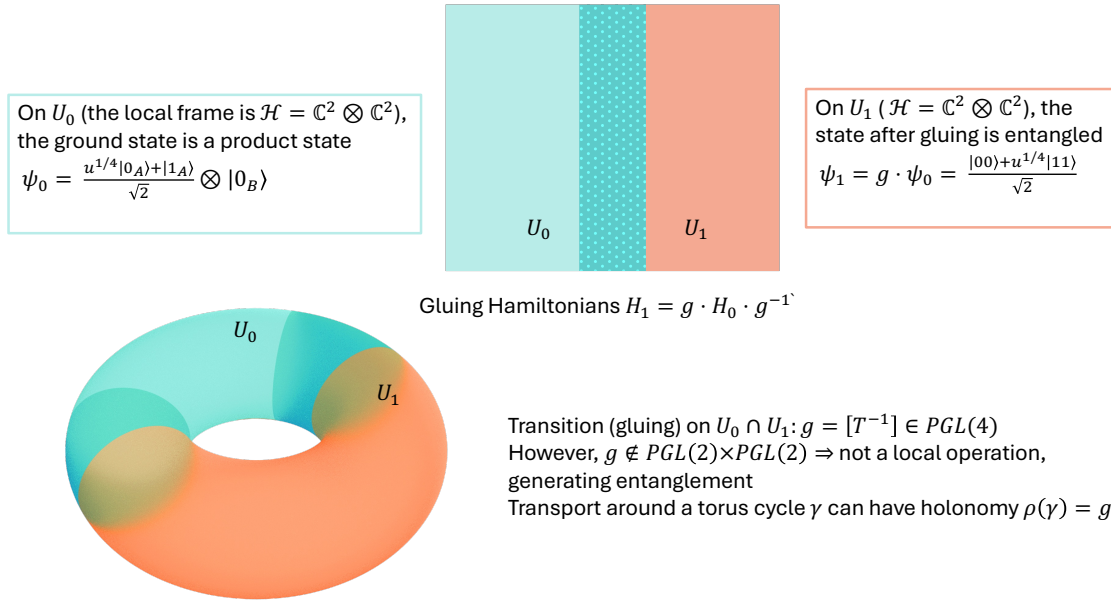 On U₀ (the local frame is ℋ = ℂ² ⊗ ℂ²),
the ground state is a product state
ψ₀ = (u^{1/4}|0_A⟩+|1_A⟩)/√2 ⊗ |0_B⟩
U₀
U₁
On U₁ ( ℋ = ℂ² ⊗ ℂ²), the
state after gluing is entangled
ψ₁ = g · ψ₀ = (|00⟩+u^{1/4}|11⟩)/√2
Gluing Hamiltonians H₁ = g · H₀ · g⁻¹`
U₀
U₁
Transition (gluing) on U₀ ∩ U₁: g = [T⁻¹] ∈ PGL(4)
However, g ∉ PGL(2)×PGL(2) ⇒ not a local operation,
generating entanglement
Transport around a torus cycle γ can have holonomy ρ(γ) = g